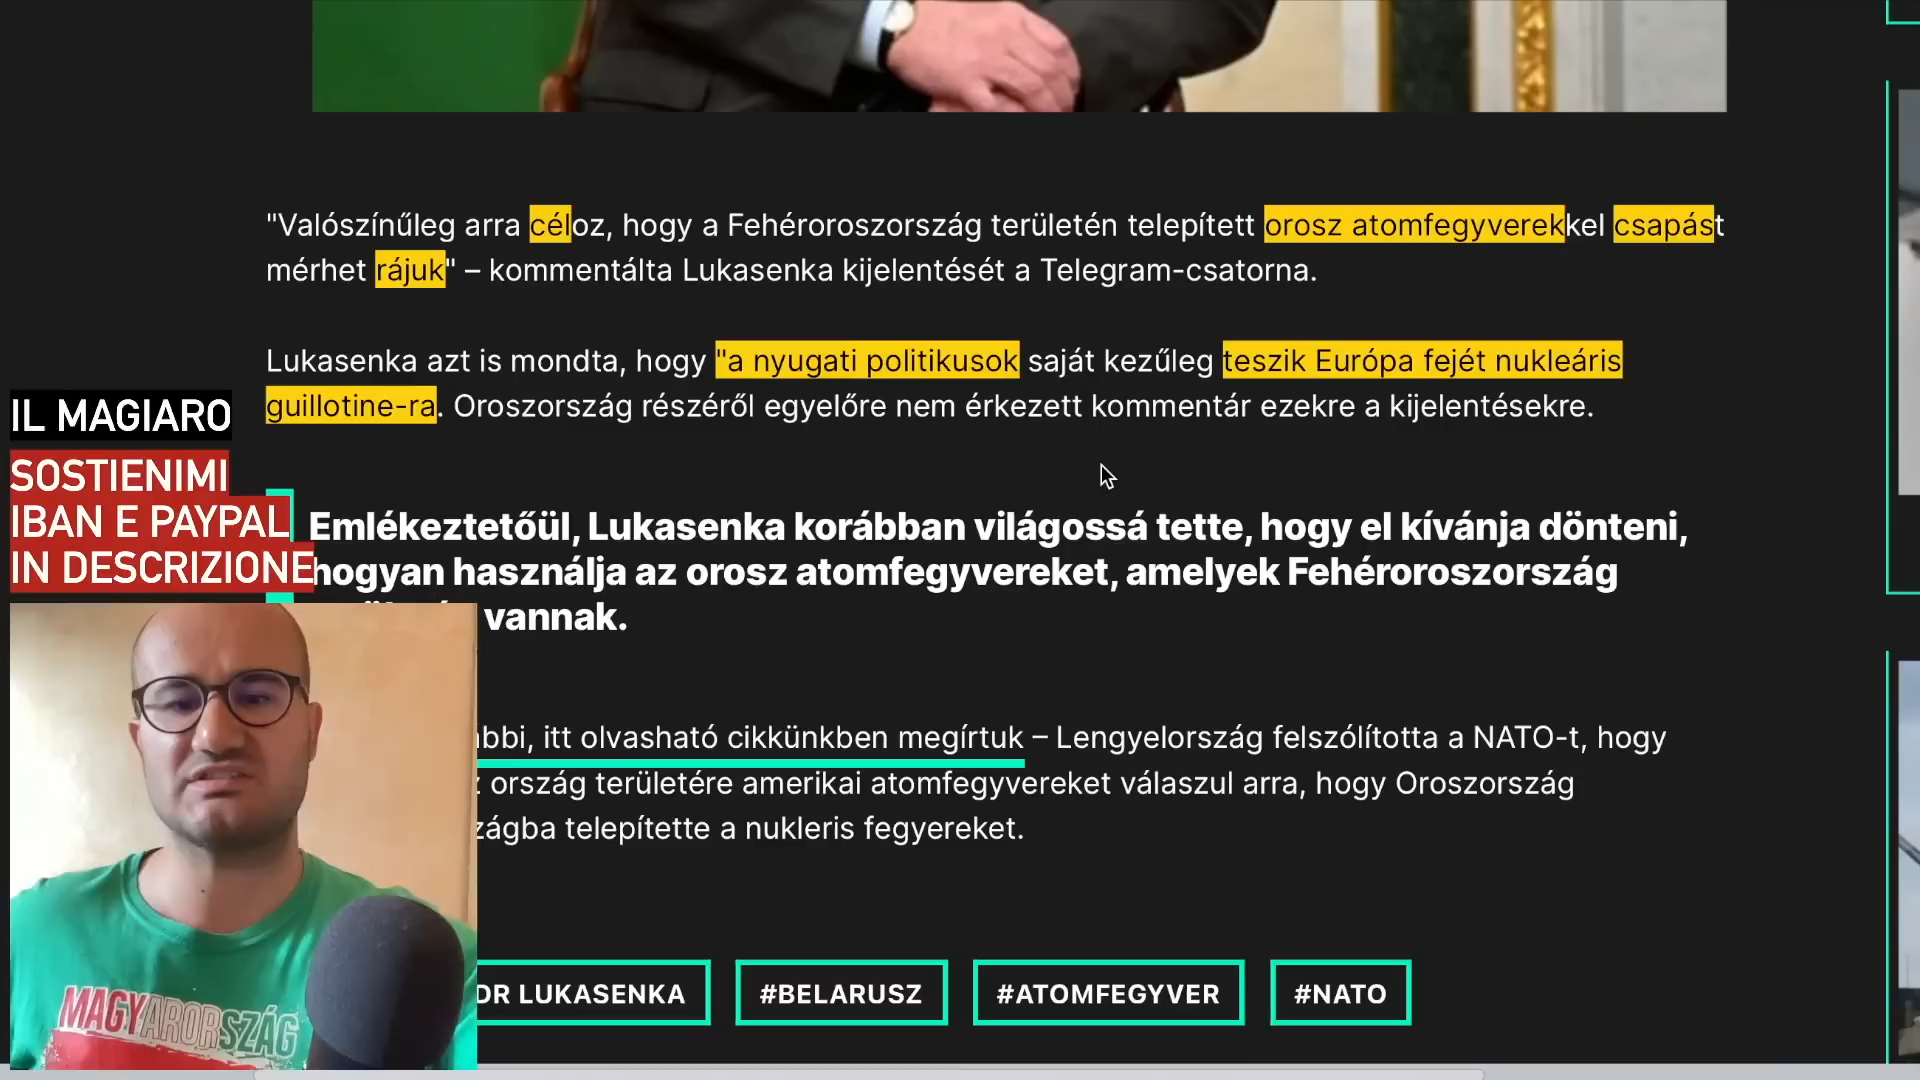 "Valószínűleg arra céloz, hogy a Fehéroroszország területén telepített orosz atomfegyverekkel csapást
mérhet rájuk" – kommentálta Lukasenka kijelentését a Telegram-csatorna.
Lukasenka azt is mondta, hogy "a nyugati politikusok saját kezűleg teszik Európa fejét nukleáris
guillotine-ra. Oroszország részéről egyelőre nem érkezett kommentár ezekre a kijelentésekre.
IL MAGIARO
SOSTIENIMI
IBAN E PAYPAL
IN DESCRIZIONE
Emlékeztetőül, Lukasenka korábban világossá tette, hogy el kívánja dönteni,
hogyan használja az orosz atomfegyvereket, amelyek Fehéroroszország
vannak.
itt olvasható cikkünkben megírtuk – Lengyelország felszólította a NATO-t, hogy
ország területére amerikai atomfegyvereket válaszul arra, hogy Oroszország
telepítette a nukleris fegyereket.
LUKASENKA
#BELARUSZ
#ATOMFEGYVER
#NATO
MAGYARORSZÁG